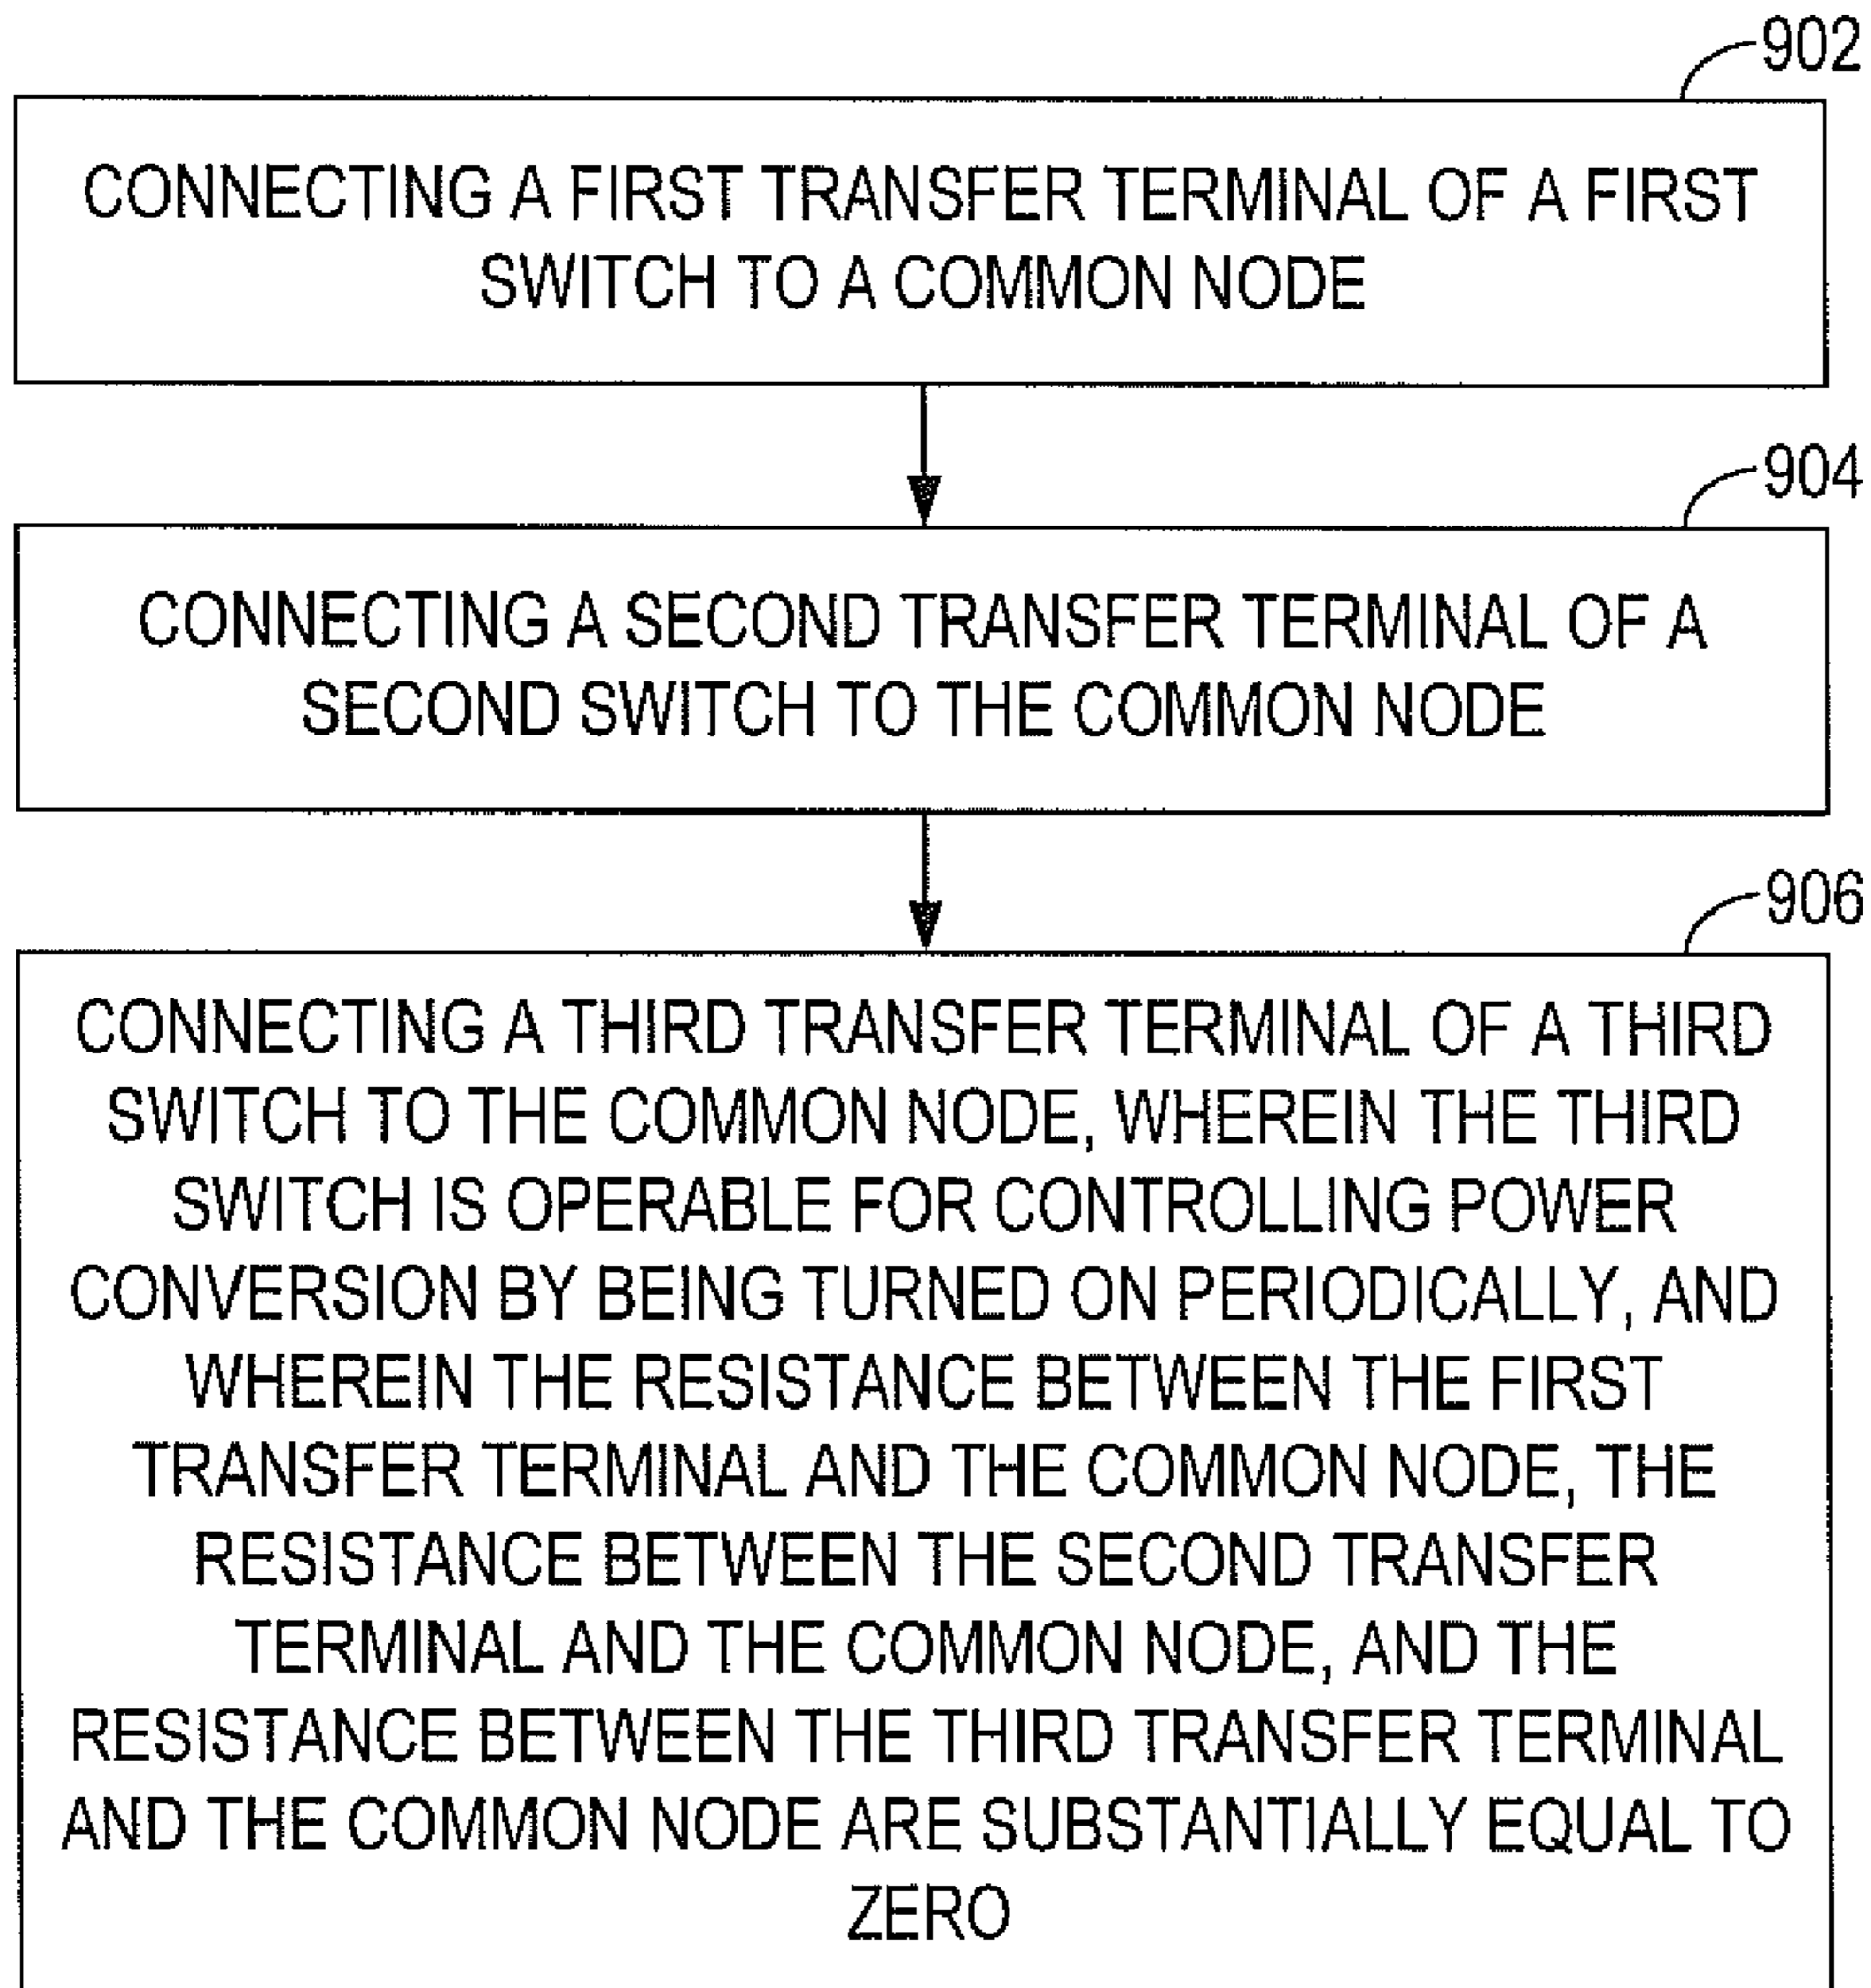 902
CONNECTING A FIRST TRANSFER TERMINAL OF A FIRST
SWITCH TO A COMMON NODE
904
CONNECTING A SECOND TRANSFER TERMINAL OF A
SECOND SWITCH TO THE COMMON NODE
906
CONNECTING A THIRD TRANSFER TERMINAL OF A THIRD
SWITCH TO THE COMMON NODE, WHEREIN THE THIRD
SWITCH IS OPERABLE FOR CONTROLLING POWER
CONVERSION BY BEING TURNED ON PERIODICALLY, AND
WHEREIN THE RESISTANCE BETWEEN THE FIRST
TRANSFER TERMINAL AND THE COMMON NODE, THE
RESISTANCE BETWEEN THE SECOND TRANSFER
TERMINAL AND THE COMMON NODE, AND THE
RESISTANCE BETWEEN THE THIRD TRANSFER TERMINAL
AND THE COMMON NODE ARE SUBSTANTIALLY EQUAL TO
ZERO